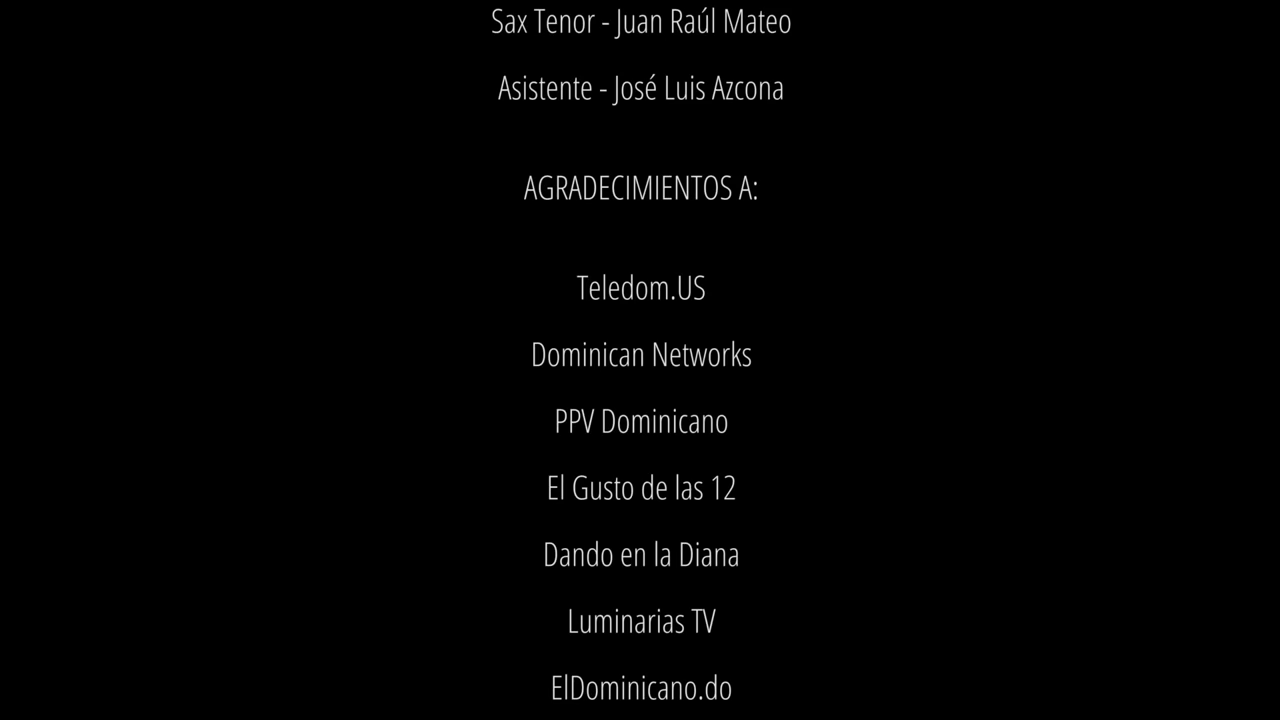 Sax Tenor - Juan Raúl Mateo
Asistente - José Luis Azcona
AGRADECIMIENTOS A:
Teledom.US
Dominican Networks
PPV Dominicano
El Gusto de las 12
Dando en la Diana
Luminarias TV
ElDominicano.do